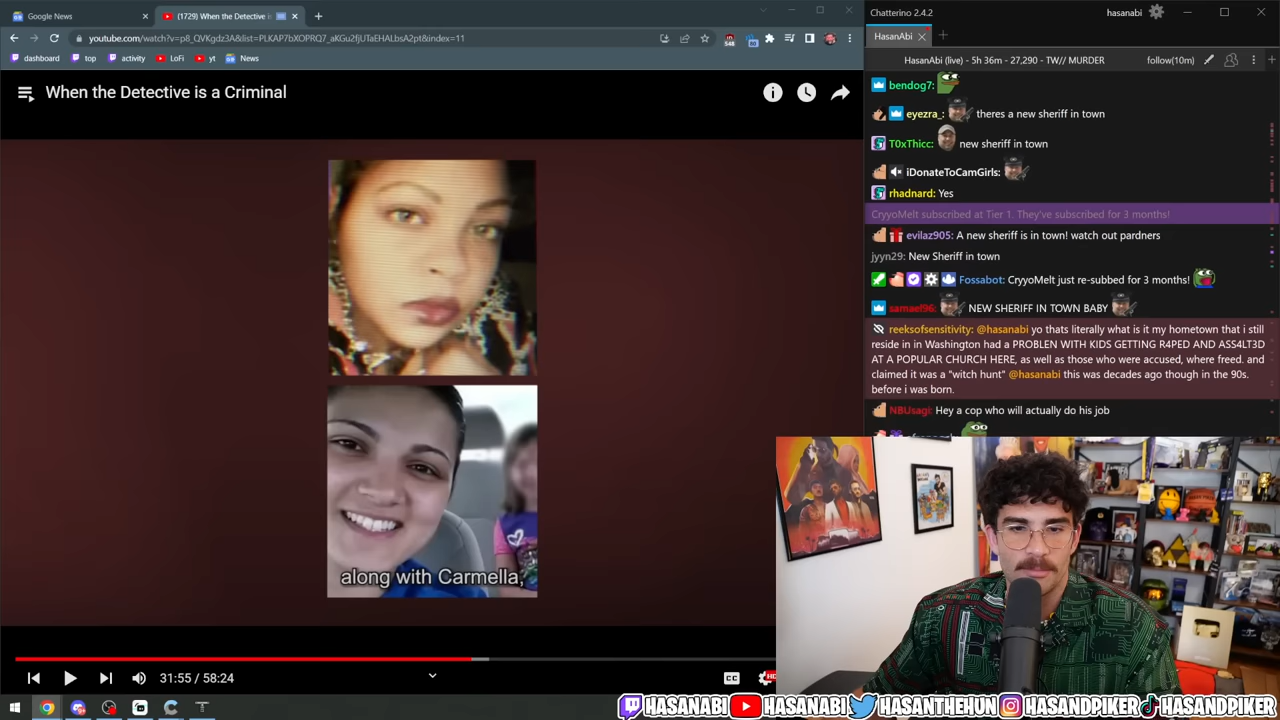 Google News
(1729) When the Detective is
Chatterino 2.4.2
hasanabi
youtube.com/watch?v=p8_QVKgdz3A&list=PLKAP7bXOPRQ7_aKGu2fjUTaEHALbsA2pt&index=11
dashboard
top
activity
LoFi
yt
News
HasanAbi
HasanAbi (live) - 5h 36m - 27,290 - TW// MURDER
follow(10m)
When the Detective is a Criminal
bendog7:
eyezra_: theres a new sheriff in town
T0xThicc: new sheriff in town
iDonateToCamGirls:
rhadnard: Yes
CryyoMelt subscribed at Tier 1. They've subscribed for 3 months!
evilaz905: A new sheriff is in town! watch out pardners
jyyn29: New Sheriff in town
Fossabot: CryyoMelt just re-subbed for 3 months!
samael96: NEW SHERIFF IN TOWN BABY
reeksofsensitivity: @hasanabi yo thats literally what is it my hometown that i still
reside in in Washington had a PROBLEN WITH KIDS GETTING R4PED AND ASS4LT3D
AT A POPULAR CHURCH HERE, as well as those who were accused, where freed. and
claimed it was a "witch hunt" @hasanabi this was decades ago though in the 90s.
before i was born.
NBUsagi: Hey a cop who will actually do his job
along with Carmella,
31:55 / 58:24
CC
HD
HASANABI
HASANABI
HASANTHEHUN
HASANDPIKER
HASANDPIKER